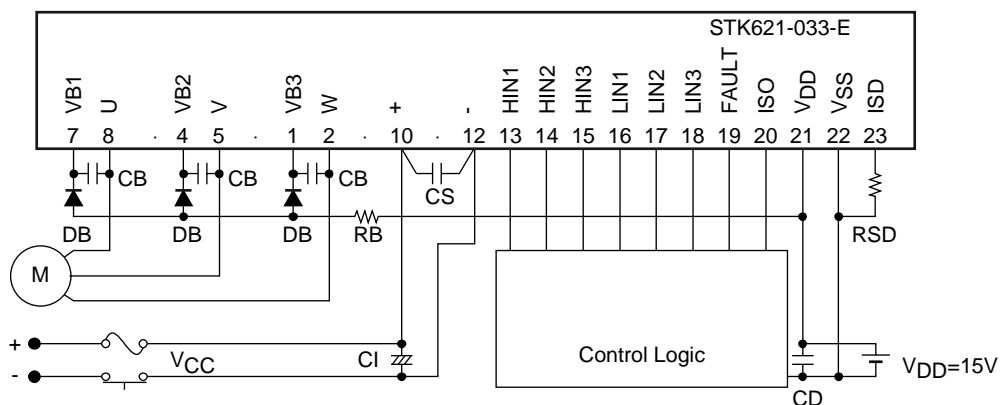 STK621-033-E
VB1 U VB2 V VB3 W + - HIN1 HIN2 HIN3 LIN1 LIN2 LIN3 FAULT ISO VDD VSS ISD
7 8 · 4 5 · 1 2 · 10 · 12 13 14 15 16 17 18 19 20 21 22 23
CB CB CB CS
DB DB DB RB RSD
M
+ VCC CI Control Logic VDD=15V
-
CD